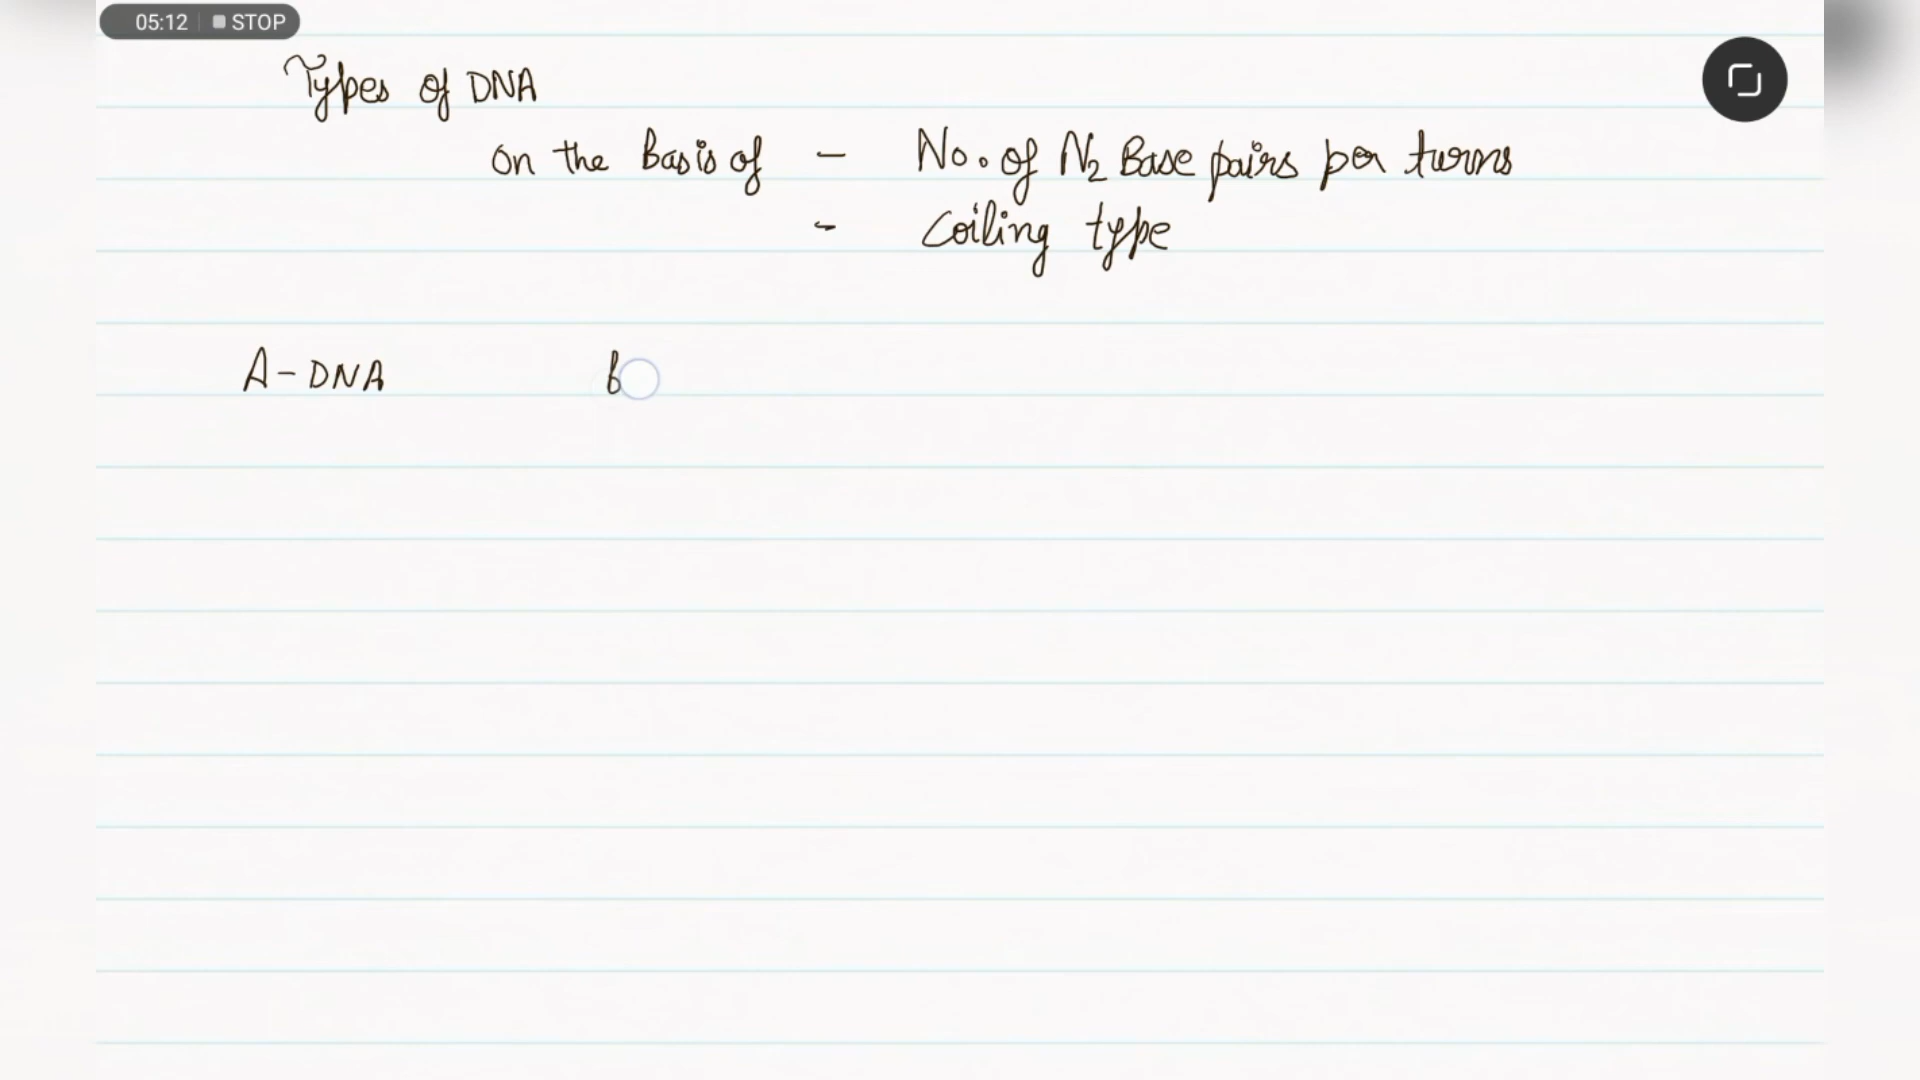 05:12 STOP
Types of DNA
On the Basis of - No. of N₂ Base pairs per turns
- Coiling type
A - DNA B